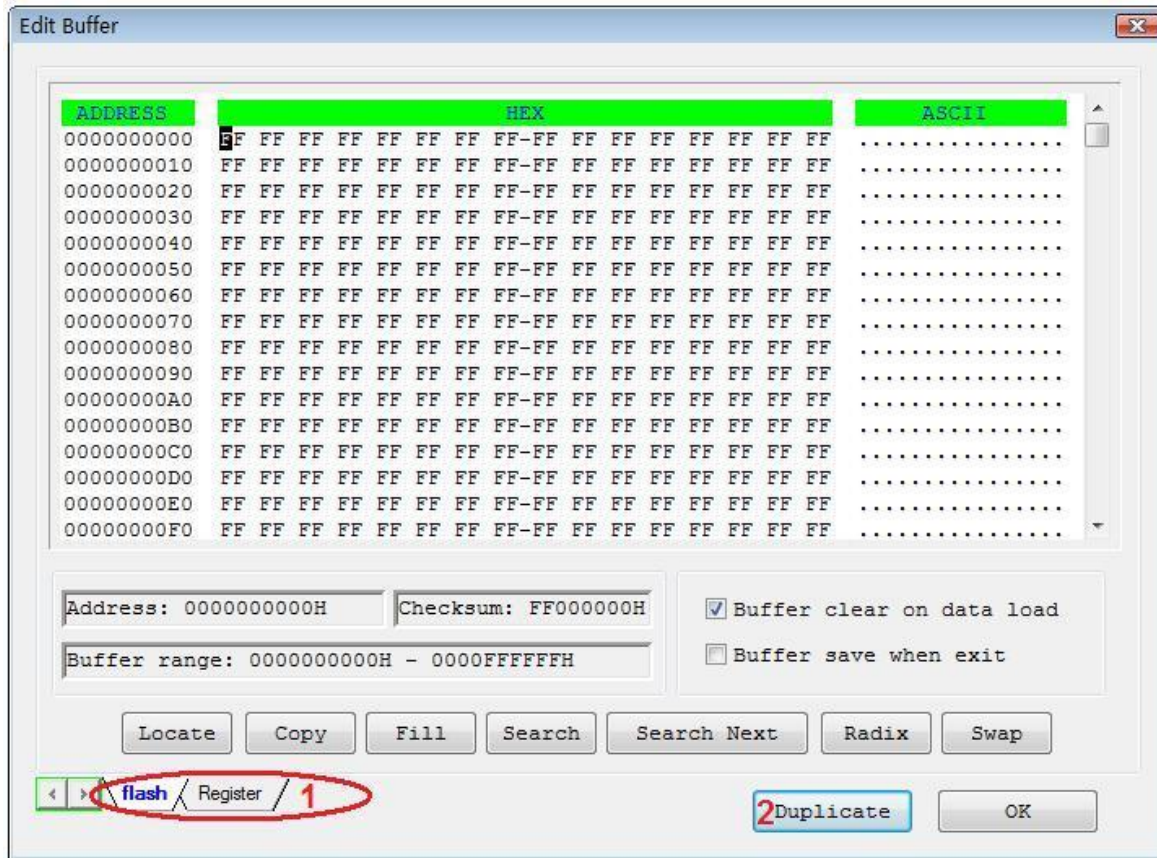 Edit Buffer
ADDRESS HEX ASCII
0000000000 FF FF FF FF FF FF FF FF-FF FF FF FF FF FF FF FF ................
0000000010 FF FF FF FF FF FF FF FF-FF FF FF FF FF FF FF FF ................
0000000020 FF FF FF FF FF FF FF FF-FF FF FF FF FF FF FF FF ................
0000000030 FF FF FF FF FF FF FF FF-FF FF FF FF FF FF FF FF ................
0000000040 FF FF FF FF FF FF FF FF-FF FF FF FF FF FF FF FF ................
0000000050 FF FF FF FF FF FF FF FF-FF FF FF FF FF FF FF FF ................
0000000060 FF FF FF FF FF FF FF FF-FF FF FF FF FF FF FF FF ................
0000000070 FF FF FF FF FF FF FF FF-FF FF FF FF FF FF FF FF ................
0000000080 FF FF FF FF FF FF FF FF-FF FF FF FF FF FF FF FF ................
0000000090 FF FF FF FF FF FF FF FF-FF FF FF FF FF FF FF FF ................
00000000A0 FF FF FF FF FF FF FF FF-FF FF FF FF FF FF FF FF ................
00000000B0 FF FF FF FF FF FF FF FF-FF FF FF FF FF FF FF FF ................
00000000C0 FF FF FF FF FF FF FF FF-FF FF FF FF FF FF FF FF ................
00000000D0 FF FF FF FF FF FF FF FF-FF FF FF FF FF FF FF FF ................
00000000E0 FF FF FF FF FF FF FF FF-FF FF FF FF FF FF FF FF ................
00000000F0 FF FF FF FF FF FF FF FF-FF FF FF FF FF FF FF FF ................
Address: 0000000000H Checksum: FF000000H
Buffer range: 0000000000H - 0000FFFFFFH
Buffer clear on data load
Buffer save when exit
Locate Copy Fill Search Search Next Radix Swap
flash Register 1
2 Duplicate OK